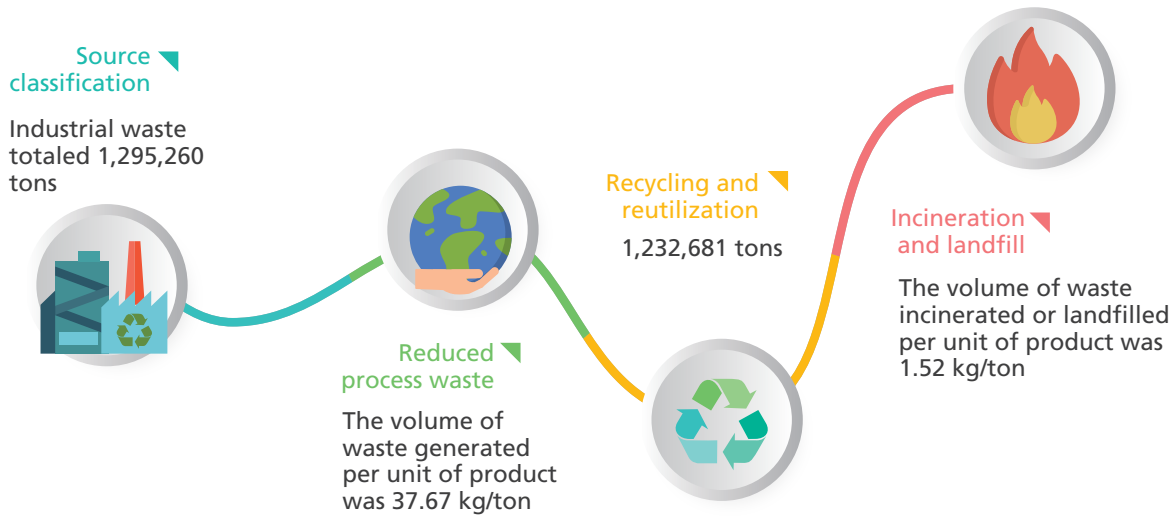 Source
classification
Industrial waste
totaled 1,295,260
tons
Reduced
process waste
The volume of
waste generated
per unit of product
was 37.67 kg/ton
Recycling and
reutilization
1,232,681 tons
Incineration
and landfill
The volume of waste
incinerated or landfilled
per unit of product was
1.52 kg/ton